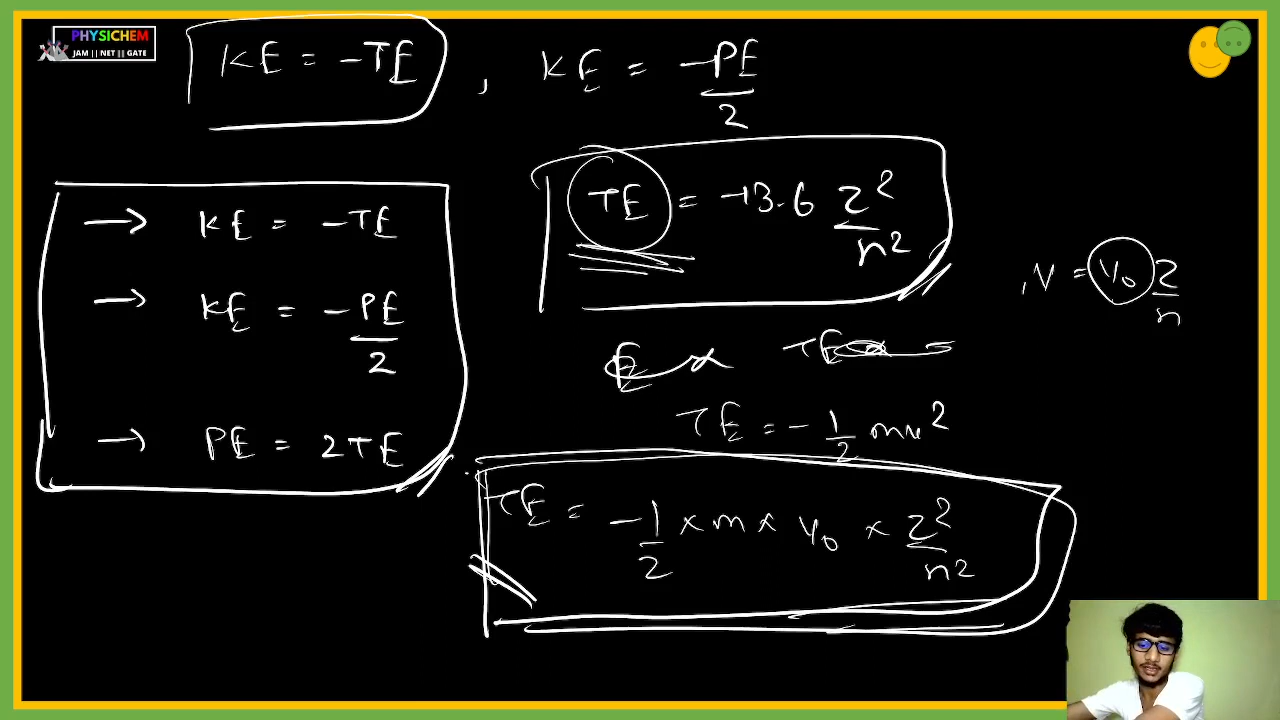 PHYSICHEM
JAM || NET || GATE
KE = -TE , KE = -PE/2
→ KE = -TE
→ KE = -PE/2
→ PE = 2TE
TE = -13.6 Z²/n²
, V = V₀ Z/n
E ∝ TE ∝ =
TE = - 1/2 mv²
TE = -1/2 × m × V₀ × Z²/n²